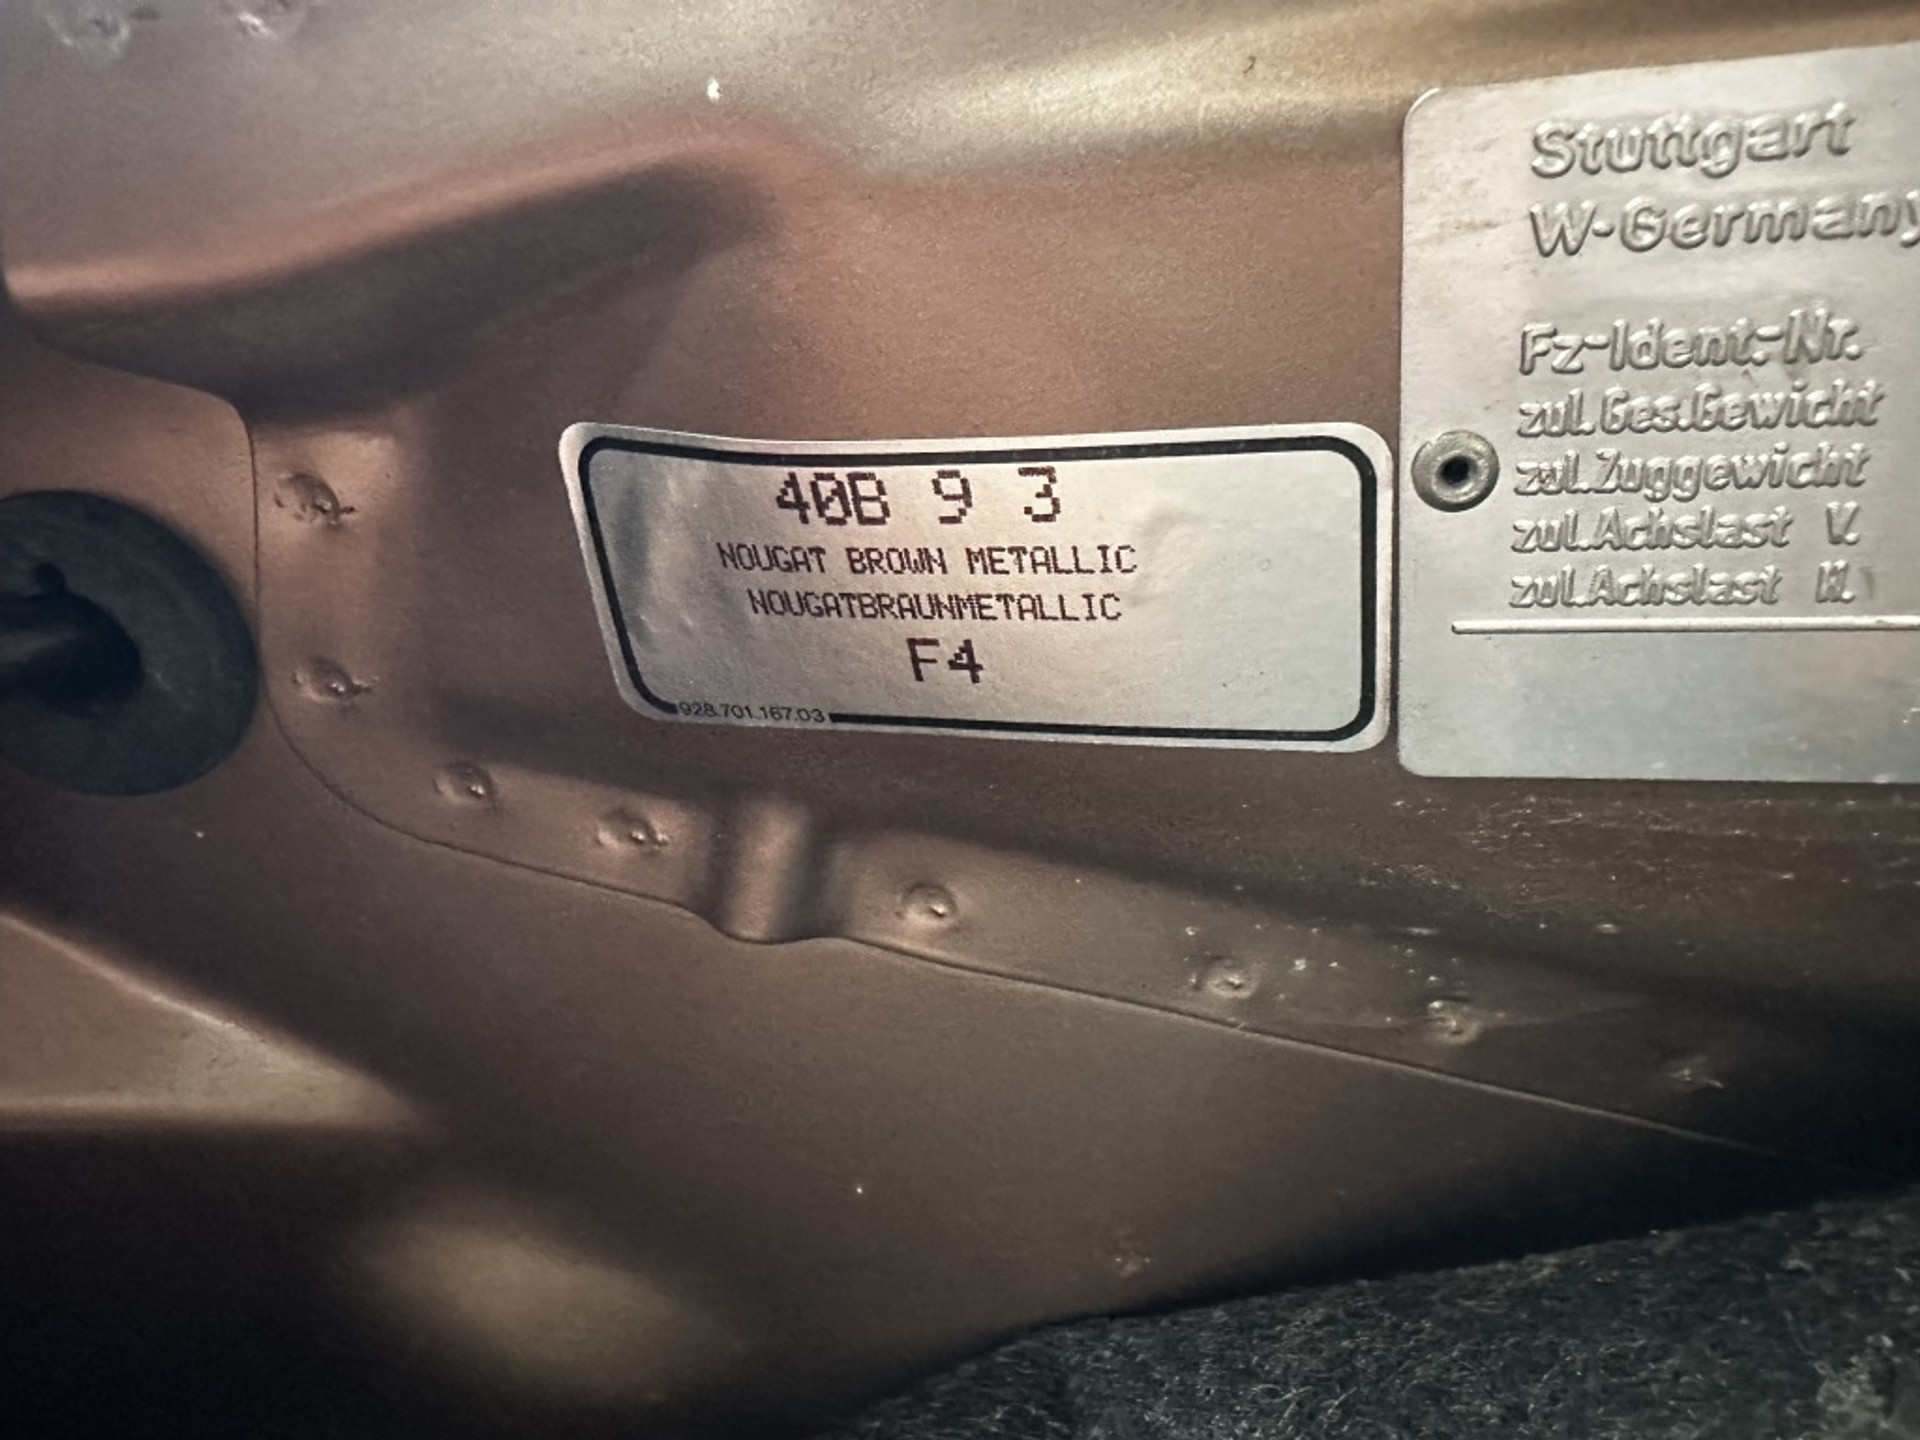 40B 9 3
NOUGAT BROWN METALLIC
NOUGATBRAUNMETALLIC
F4
928.701.167.03
Stuttgart
W-Germany
Fz-Ident.-Nr.
zul.Ges.Gewicht
zul.Zuggewicht
zul.Achslast V.
zul.Achslast H.